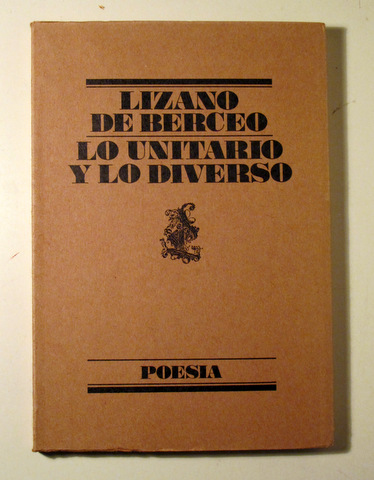 LIZANO
DE BERCEO
LO UNITARIO
Y LO DIVERSO
POESIA